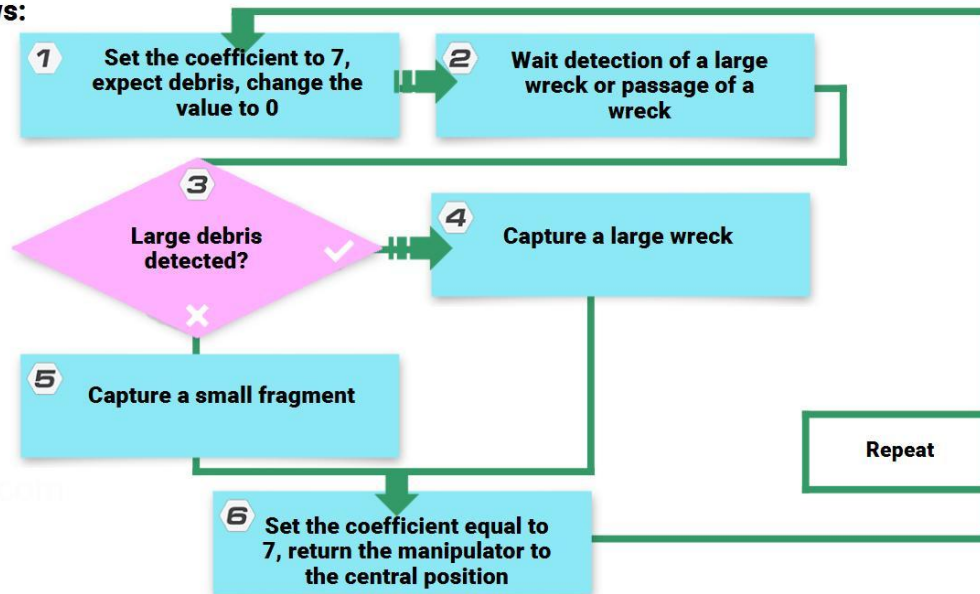 vs:
1
Set the coefficient to 7,
expect debris, change the
value to 0
2
Wait detection of a large
wreck or passage of a
wreck
3
Large debris
detected?
4
Capture a large wreck
5
Capture a small fragment
Repeat
6
Set the coefficient equal to
7, return the manipulator to
the central position